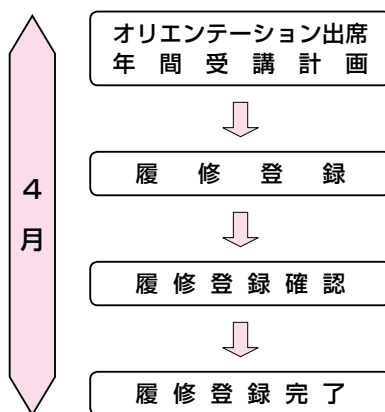 4月
オリエンテーション出席
年間受講計画
履修登録
履修登録確認
履修登録完了